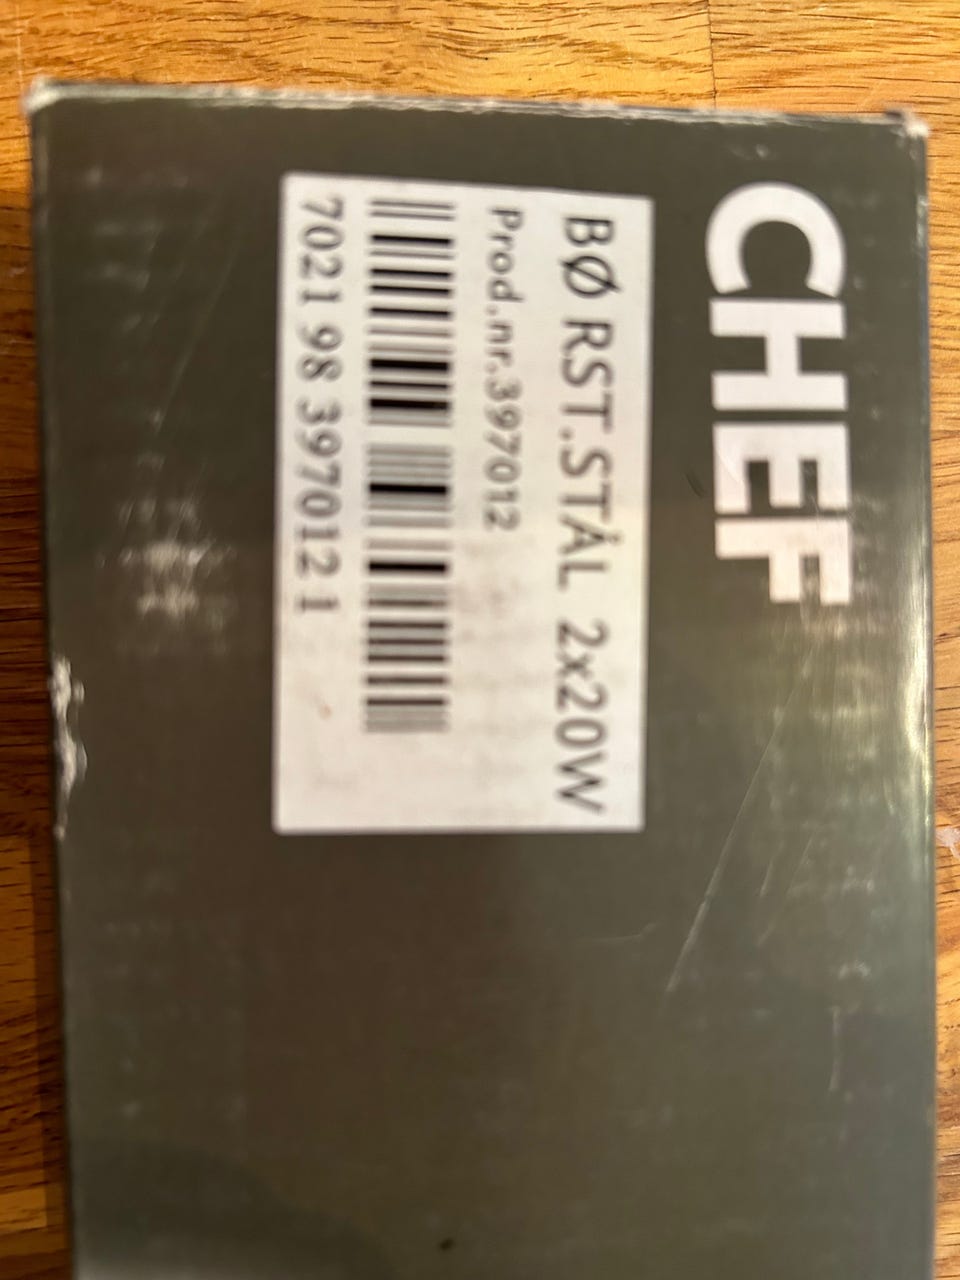 CHEF
BØ RST.STÅL 2x20W
Prod.nr.397012
7021 98 397012 1